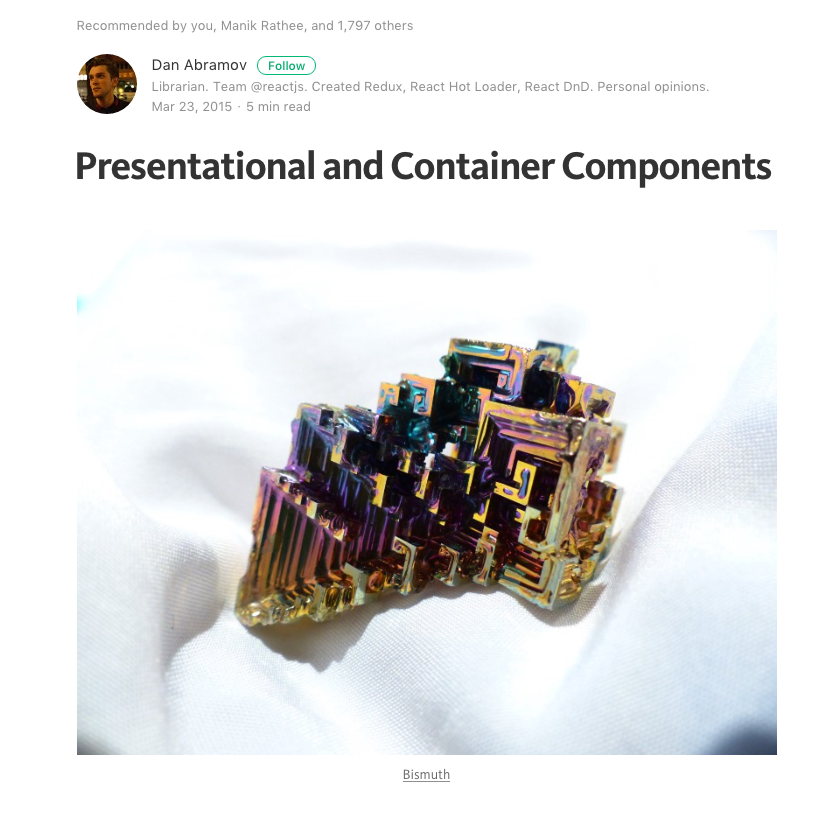 Recommended by you, Manik Rathee, and 1,797 others
Dan Abramov Follow
Librarian. Team @reactjs. Created Redux, React Hot Loader, React DnD. Personal opinions.
Mar 23, 2015 · 5 min read
Presentational and Container Components
Bismuth